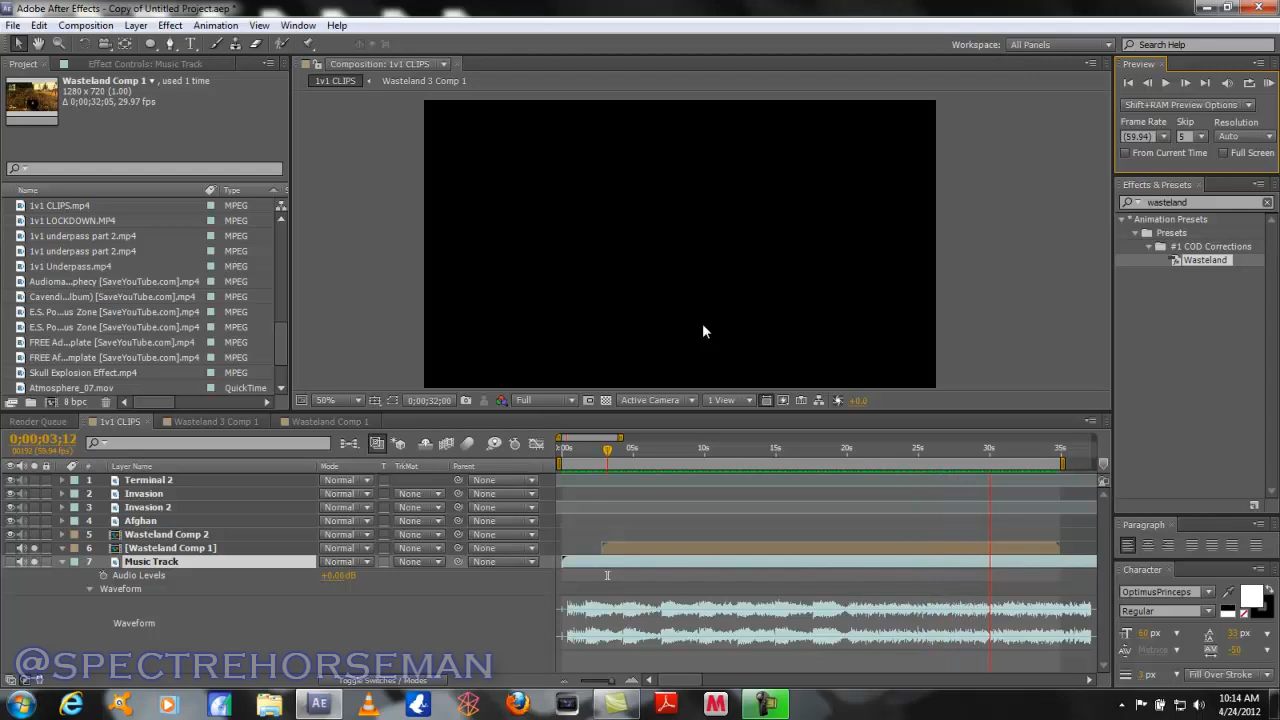 Adobe After Effects - Copy of Untitled Project.aep *
File Edit Composition Layer Effect Animation View Window Help
Workspace: All Panels Search Help
Project Effect Controls: Music Track
Composition: 1v1 CLIPS
Preview
Wasteland Comp 1 , used 1 time
1280 x 720 (1.00)
Δ 0;00;32;05, 29.97 fps
1v1 CLIPS Wasteland 3 Comp 1
Shift+RAM Preview Options
Frame Rate Skip Resolution
(59.94) 5 Auto
From Current Time Full Screen
Effects & Presets
wasteland
* Animation Presets
Presets
#1 COD Corrections
Wasteland
Name Type
1v1 CLIPS.mp4 MPEG
1v1 LOCKDOWN.MP4 MPEG
1v1 underpass part 2.mp4 MPEG
1v1 underpass part 2.mp4 MPEG
1v1 Underpass.mp4 MPEG
Audioma...phecy [SaveYouTube.com].mp4 MPEG
Cavendi...lbum) [SaveYouTube.com].mp4 MPEG
E.S. Po...us Zone [SaveYouTube.com].mp4 MPEG
E.S. Po...us Zone [SaveYouTube.com].mp4 MPEG
FREE Ad...plate [SaveYouTube.com].mp4 MPEG
FREE Af...mplate [SaveYouTube.com].mp4 MPEG
Skull Explosion Effect.mp4 MPEG
Atmosphere_07.mov QuickTime
8 bpc
50% 0;00;32;00 Full Active Camera 1 View +0.0
Render Queue 1v1 CLIPS Wasteland 3 Comp 1 Wasteland Comp 1
0;00;03;12
00192 (59.94 fps)
:00s 05s 10s 15s 20s 25s 30s 35s
# Layer Name Mode T TrkMat Parent
1 Terminal 2 Normal None
2 Invasion Normal None None
3 Invasion 2 Normal None None
4 Afghan Normal None None
5 Wasteland Comp 2 Normal None None
6 [Wasteland Comp 1] Normal None None
7 Music Track Normal None None
Audio Levels +0.00dB
Waveform
Waveform
Toggle Switches / Modes
@SPECTREHORSEMAN
Paragraph
Character
OptimusPrinceps
Regular
60 px 33 px
Metrics -50
3 px Fill Over Stroke
10:14 AM
4/24/2012